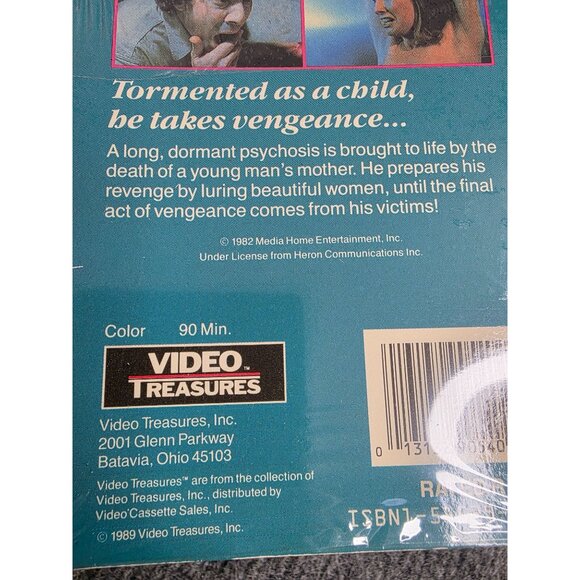 Tormented as a child,
he takes vengeance...
A long, dormant psychosis is brought to life by the
death of a young man's mother. He prepares his
revenge by luring beautiful women, until the final
act of vengeance comes from his victims!
© 1982 Media Home Entertainment, Inc.
Under License from Heron Communications Inc.
Color 90 Min.
VIDEO™
TREASURES
Video Treasures, Inc.
2001 Glenn Parkway
Batavia, Ohio 45103
Video Treasures™ are from the collection of
Video Treasures, Inc., distributed by
Video Cassette Sales, Inc.
© 1989 Video Treasures, Inc.
0
ISBN1-5